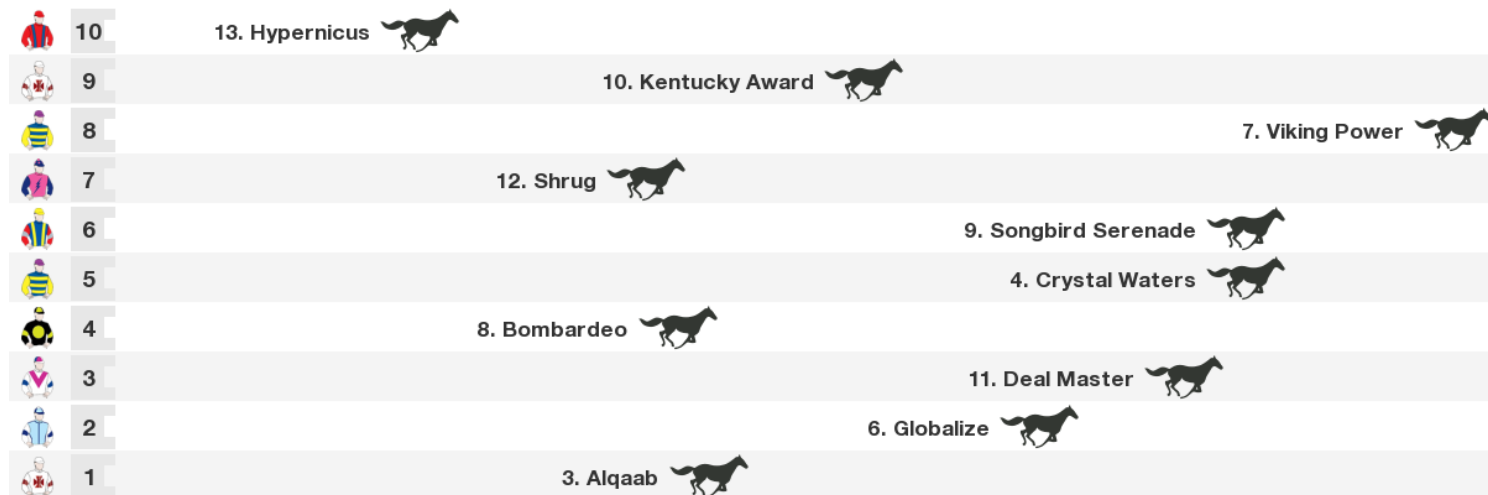 10 13. Hypernicus
9 10. Kentucky Award
8 7. Viking Power
7 12. Shrug
6 9. Songbird Serenade
5 4. Crystal Waters
4 8. Bombardeo
3 11. Deal Master
2 6. Globalize
1 3. Alqaab